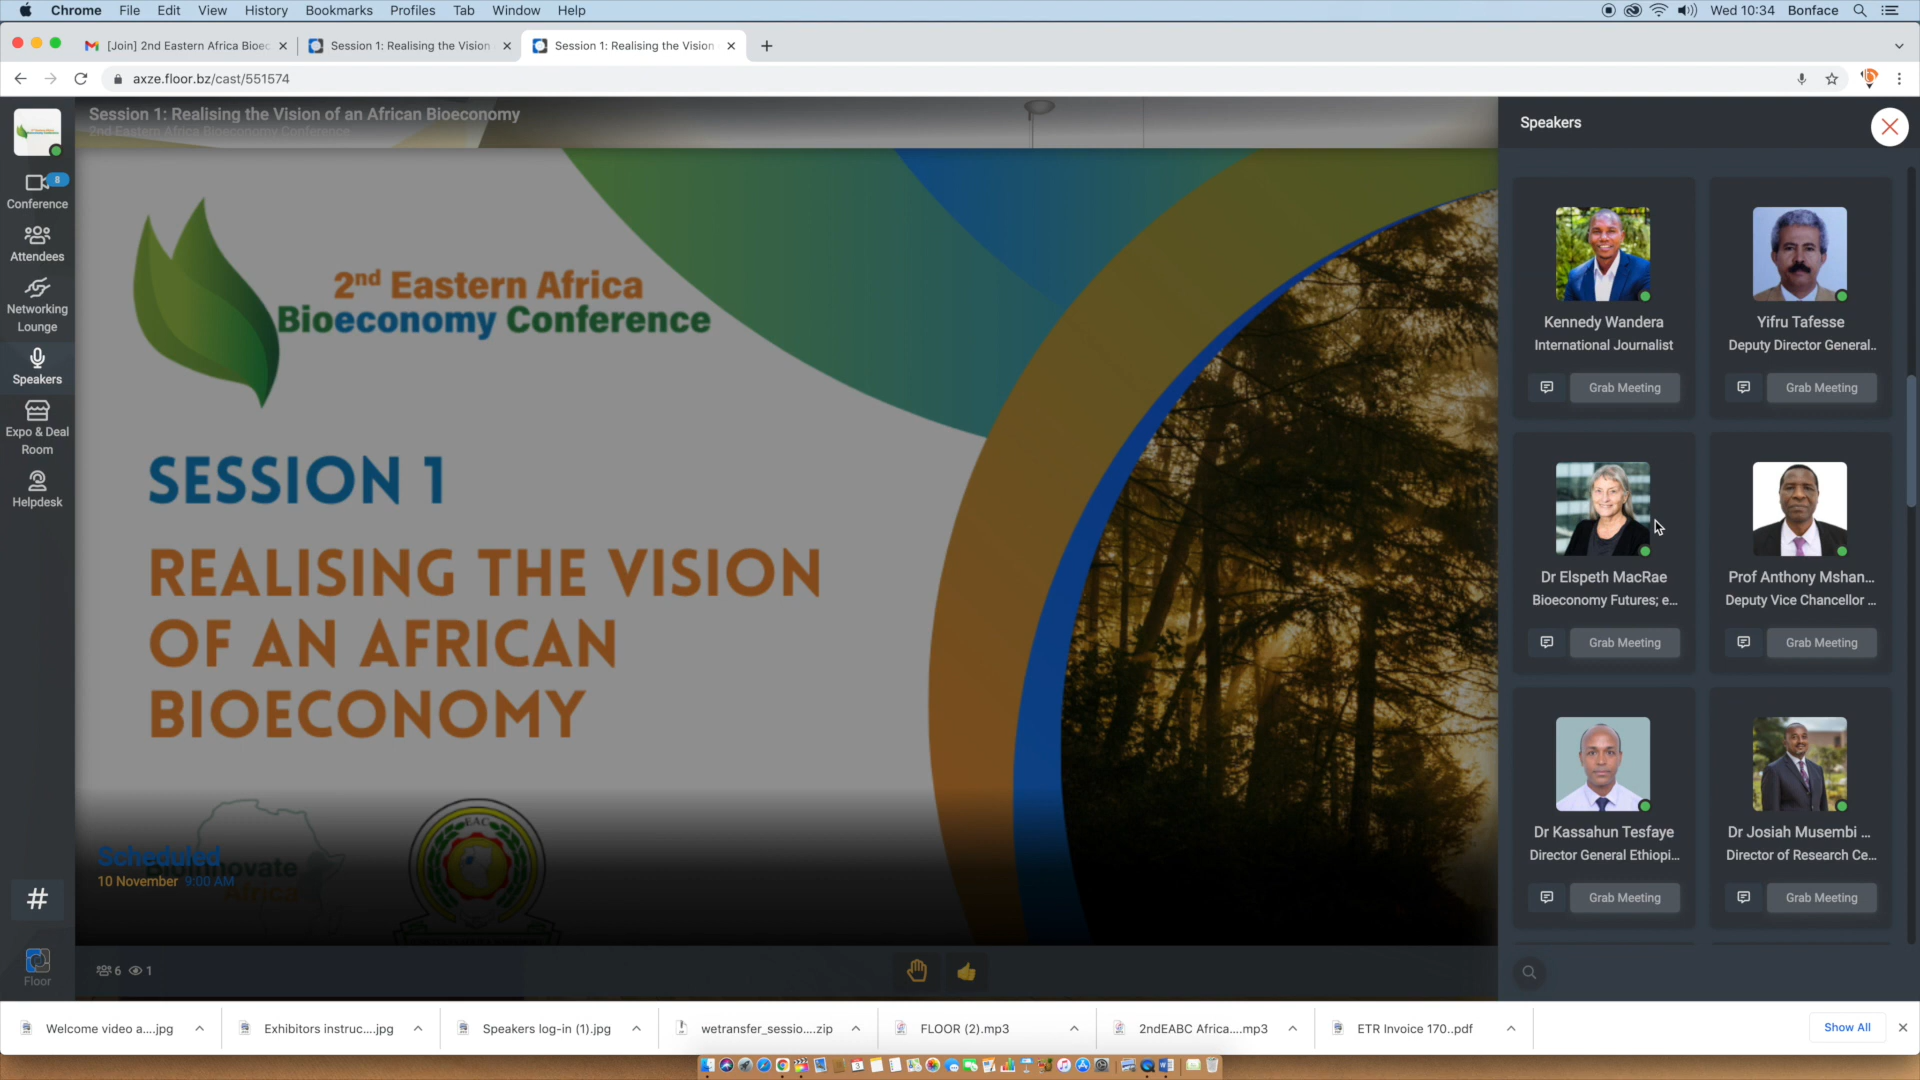 Chrome File Edit View History Bookmarks Profiles Tab Window Help
Wed 10:34 Bonface
[Join] 2nd Eastern Africa Bioec
Session 1: Realising the Vision
Session 1: Realising the Vision
axze.floor.bz/cast/551574
Session 1: Realising the Vision of an African Bioeconomy
2nd Eastern Africa Bioeconomy Conference
8
Conference
Attendees
Networking
Lounge
Speakers
Expo & Deal
Room
Helpdesk
#
Floor
2nd Eastern Africa
Bioeconomy Conference
SESSION 1
REALISING THE VISION
OF AN AFRICAN
BIOECONOMY
EAC
Bioinnovate
Africa
Scheduled
10 November 9:00 AM
6 1
Speakers
Kennedy Wandera
International Journalist
Grab Meeting
Yifru Tafesse
Deputy Director General..
Grab Meeting
Dr Elspeth MacRae
Bioeconomy Futures; e...
Grab Meeting
Prof Anthony Mshan...
Deputy Vice Chancellor ...
Grab Meeting
Dr Kassahun Tesfaye
Director General Ethiopi...
Grab Meeting
Dr Josiah Musembi ...
Director of Research Ce...
Grab Meeting
Welcome video a....jpg
Exhibitors instruc....jpg
Speakers log-in (1).jpg
wetransfer_sessio....zip
FLOOR (2).mp3
2ndEABC Africa....mp3
ETR Invoice 170..pdf
Show All